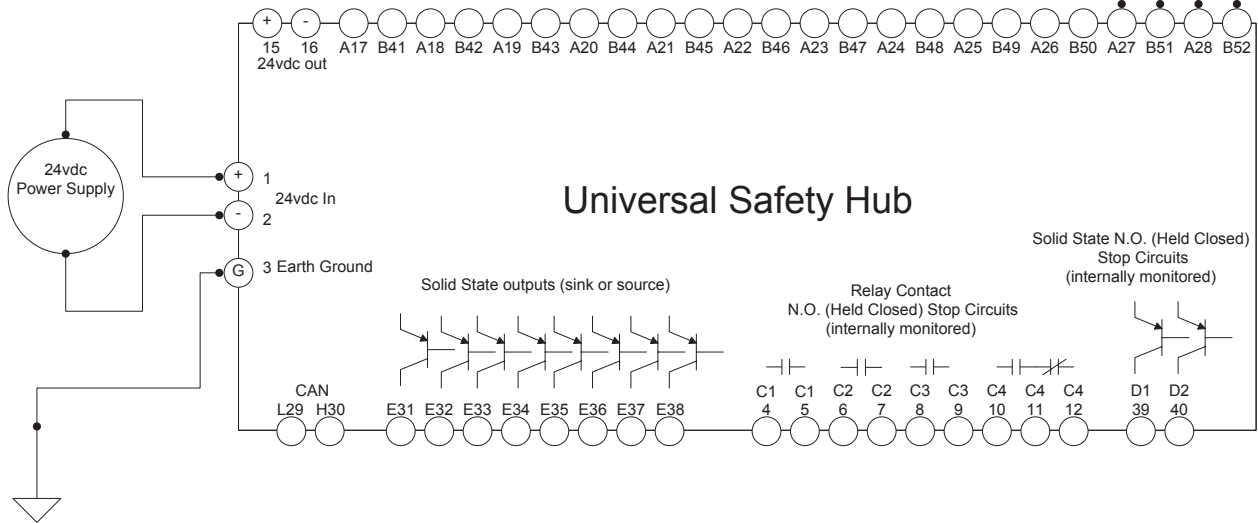 + -
15 16 A17 B41 A18 B42 A19 B43 A20 B44 A21 B45 A22 B46 A23 B47 A24 B48 A25 B49 A26 B50 A27 B51 A28 B52
24vdc out
24vdc
Power Supply
+ 1
24vdc In
- 2
G 3 Earth Ground
Universal Safety Hub
Solid State outputs (sink or source)
Relay Contact
N.O. (Held Closed) Stop Circuits
(internally monitored)
Solid State N.O. (Held Closed)
Stop Circuits
(internally monitored)
CAN
L29 H30
E31 E32 E33 E34 E35 E36 E37 E38
C1 C1 C2 C2 C3 C3 C4 C4 C4
4 5 6 7 8 9 10 11 12
D1 D2
39 40